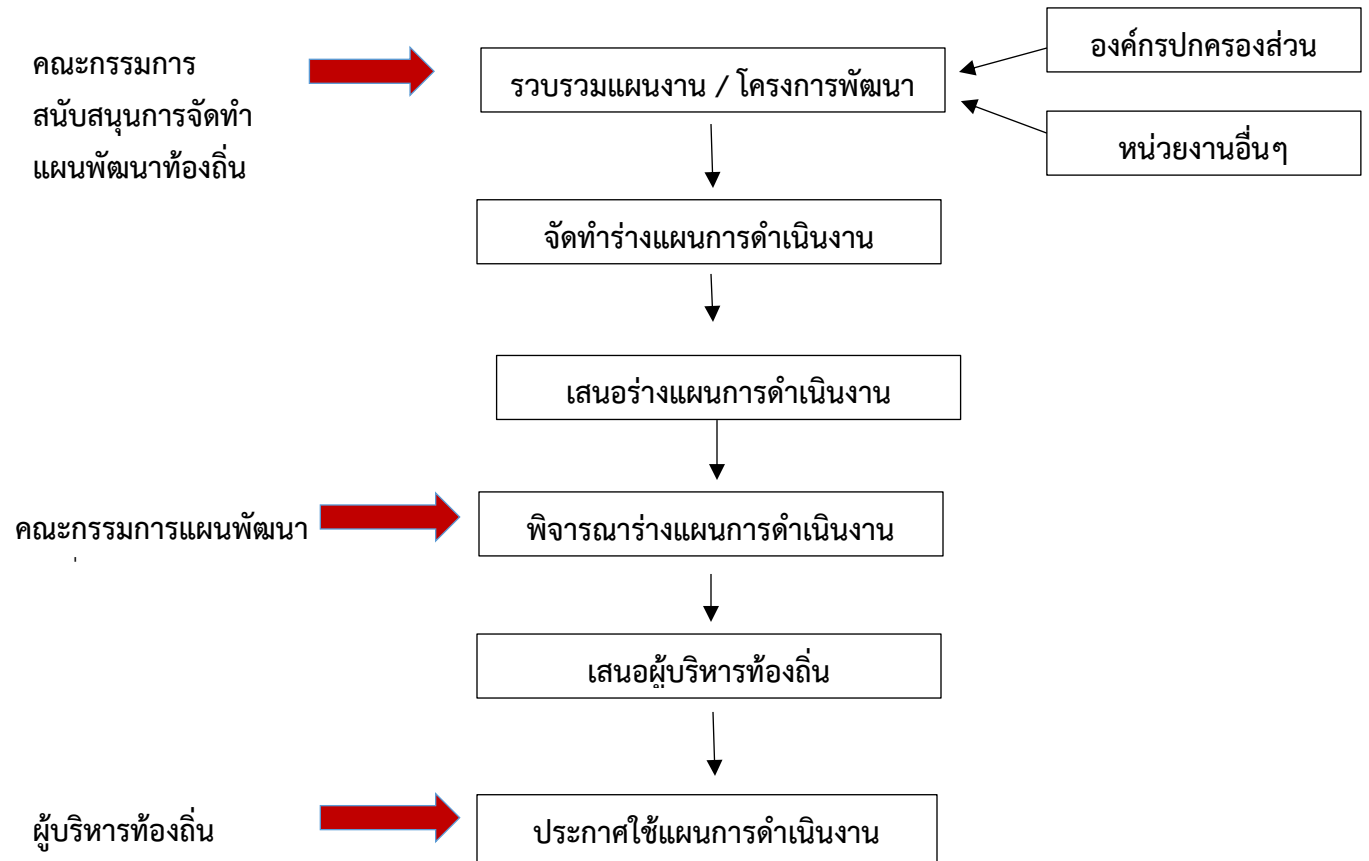 คณะกรรมการ
สนับสนุนการจัดทำ
แผนพัฒนาท้องถิ่น
รวบรวมแผนงาน / โครงการพัฒนา
องค์กรปกครองส่วน
หน่วยงานอื่นๆ
จัดทำร่างแผนการดำเนินงาน
เสนอร่างแผนการดำเนินงาน
คณะกรรมการแผนพัฒนา
พิจารณาร่างแผนการดำเนินงาน
เสนอผู้บริหารท้องถิ่น
ผู้บริหารท้องถิ่น
ประกาศใช้แผนการดำเนินงาน